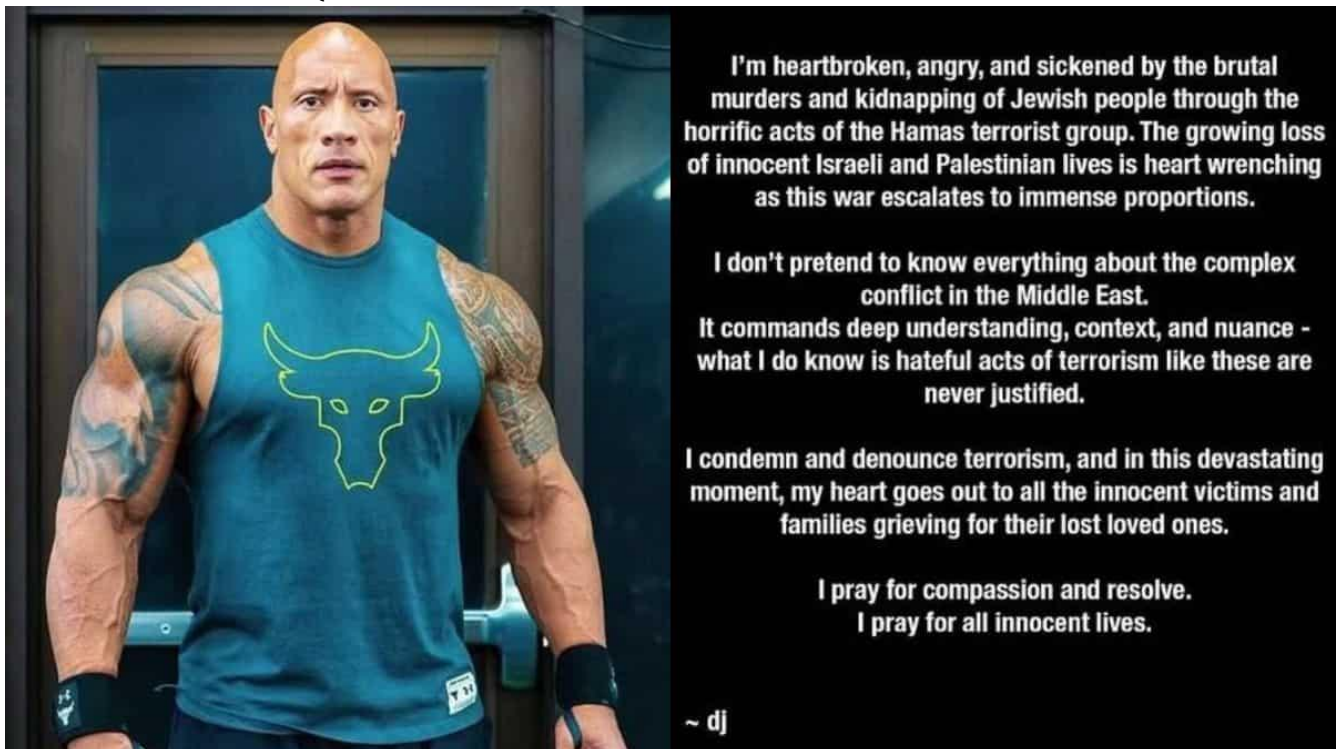 I'm heartbroken, angry, and sickened by the brutal
murders and kidnapping of Jewish people through the
horrific acts of the Hamas terrorist group. The growing loss
of innocent Israeli and Palestinian lives is heart wrenching
as this war escalates to immense proportions.
I don't pretend to know everything about the complex
conflict in the Middle East.
It commands deep understanding, context, and nuance -
what I do know is hateful acts of terrorism like these are
never justified.
I condemn and denounce terrorism, and in this devastating
moment, my heart goes out to all the innocent victims and
families grieving for their lost loved ones.
I pray for compassion and resolve.
I pray for all innocent lives.
~ dj